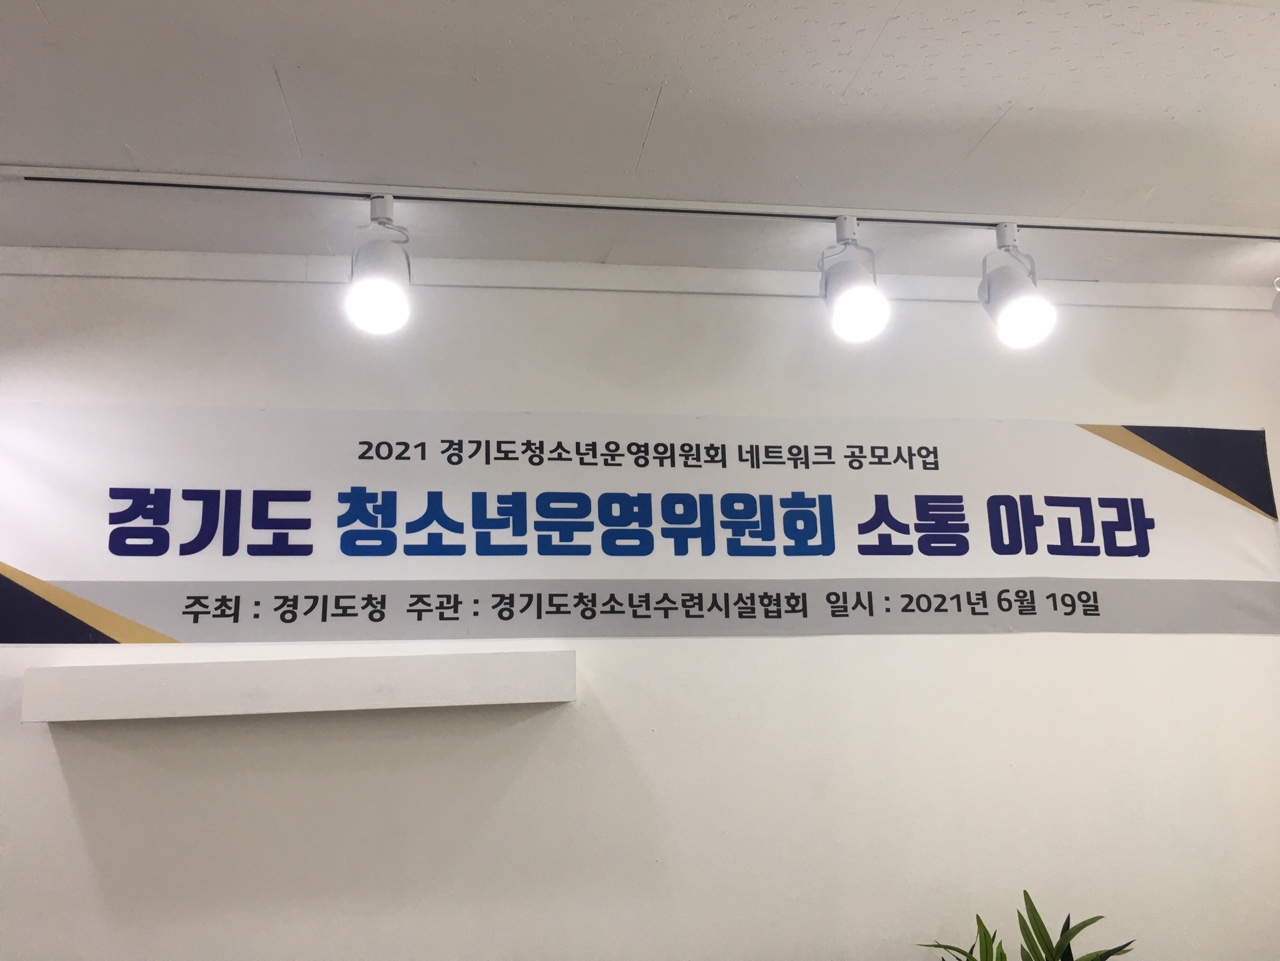 2021 경기도청소년운영위원회 네트워크 공모사업
경기도 청소년운영위원회 소통 아고라
주최 : 경기도청 주관 : 경기도청소년수련시설협회 일시 : 2021년 6월 19일